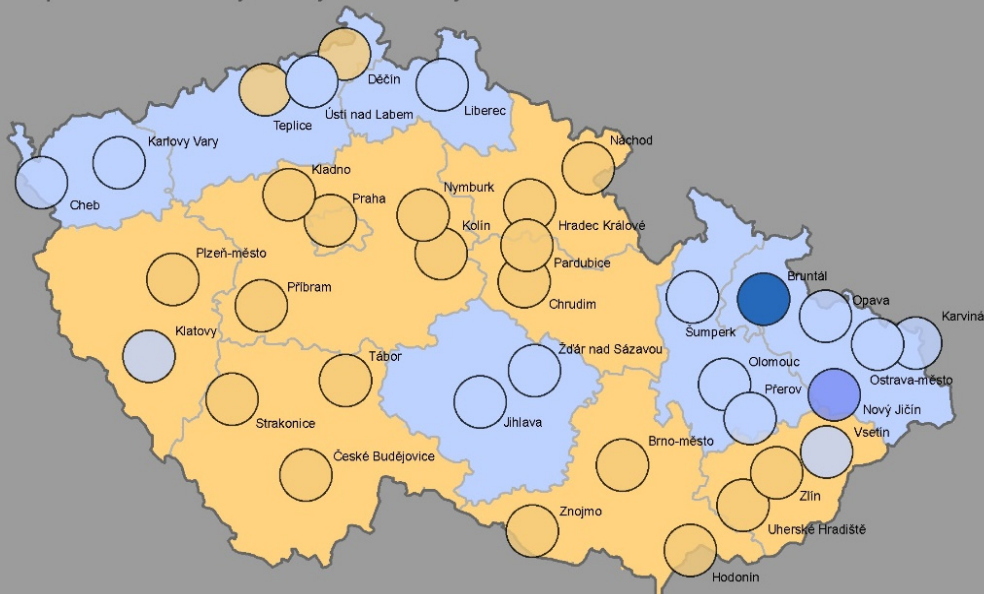 Děčín
Ústí nad Labem
Teplice
Liberec
Karlovy Vary
Cheb
Náchod
Kladno
Praha
Nymburk
Kolín
Hradec Králové
Pardubice
Chrudim
Plzeň-město
Příbram
Klatovy
Tábor
Strakonice
České Budějovice
Žďár nad Sázavou
Jihlava
Bruntál
Opava
Karviná
Šumperk
Ostrava-město
Olomouc
Přerov
Nový Jičín
Vsetín
Brno-město
Zlín
Uherské Hradiště
Znojmo
Hodonín